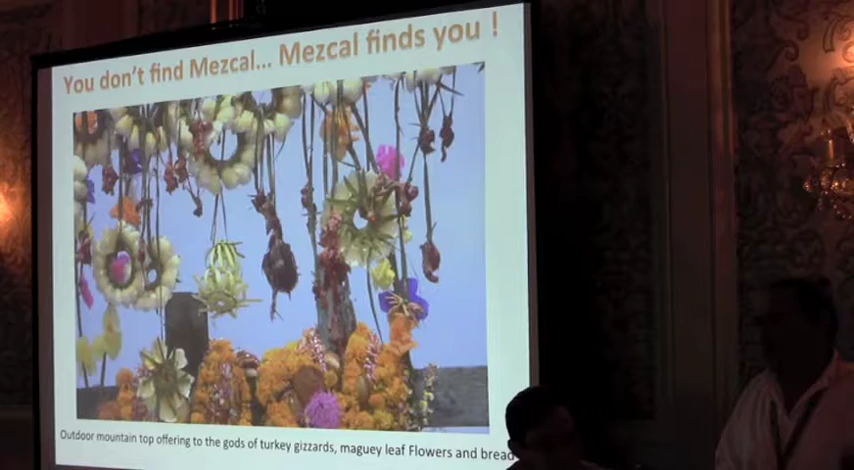 You don't find Mezcal... Mezcal finds you !
Outdoor mountain top offering to the gods of turkey gizzards, maguey leaf Flowers and bread